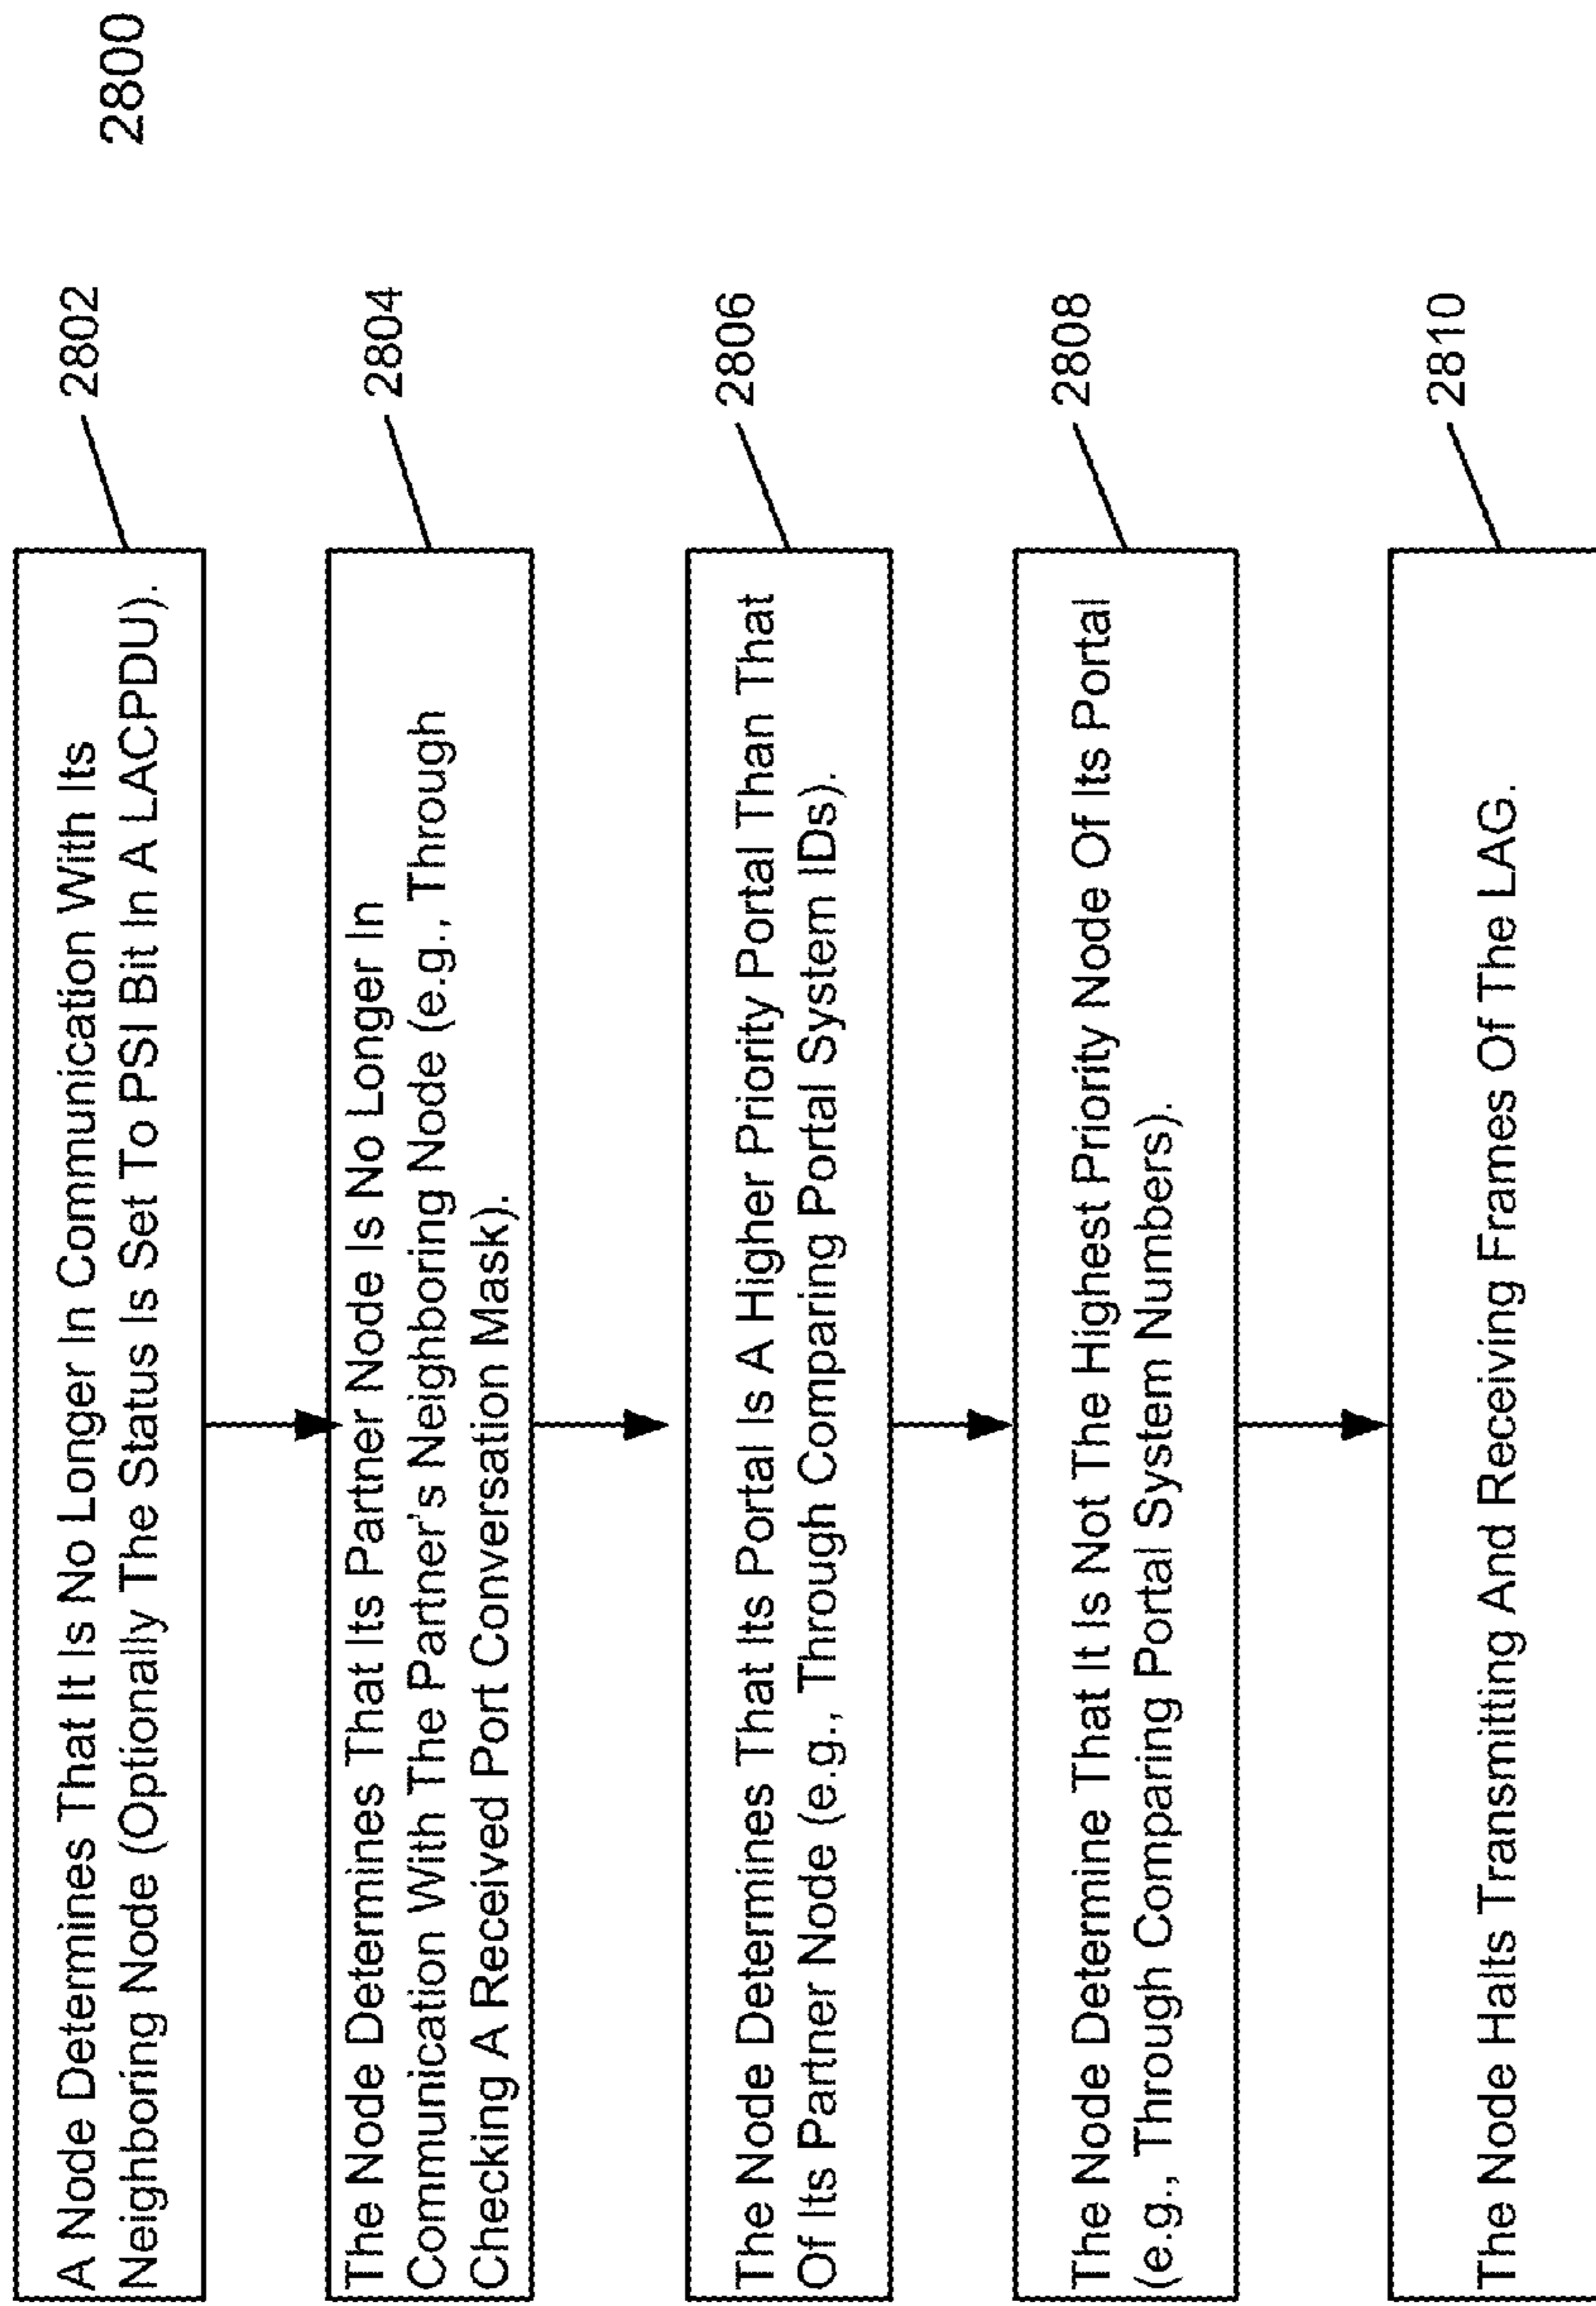 2800
A Node Determines That It Is No Longer In Communication With Its
Neighboring Node (Optionally The Status Is Set To PSI Bit In A LACPDU).
2802
The Node Determines That Its Partner Node Is No Longer In
Communication With The Partner's Neighboring Node (e.g., Through
Checking A Received Port Conversation Mask).
2804
The Node Determines That Its Portal Is A Higher Priority Portal Than That
Of Its Partner Node (e.g., Through Comparing Portal System IDs).
2806
The Node Determine That It Is Not The Highest Priority Node Of Its Portal
(e.g., Through Comparing Portal System Numbers).
2808
The Node Halts Transmitting And Receiving Frames Of The LAG.
2810